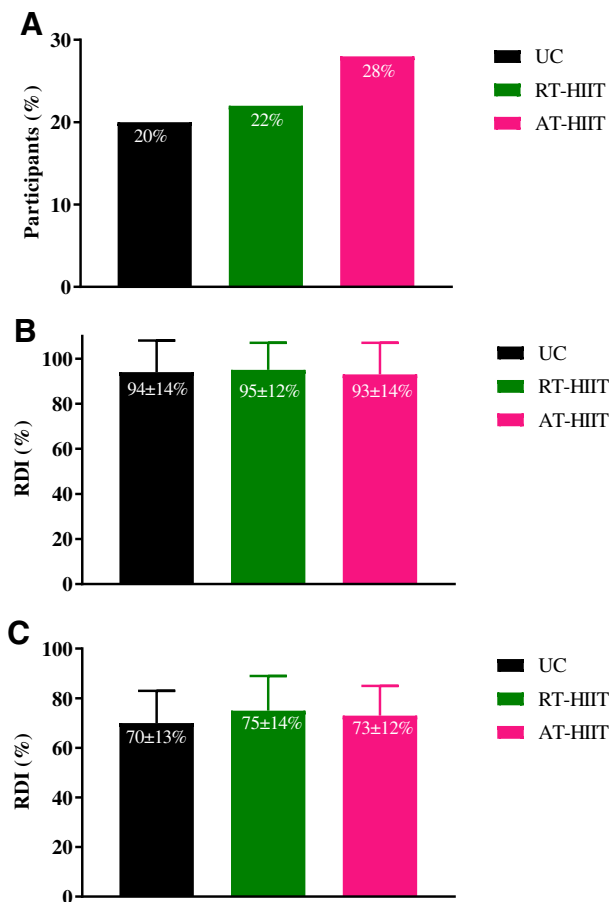 A
Participants (%)
30
20
10
0
20%
22%
28%
UC
RT-HIIT
AT-HIIT
B
RDI (%)
100
80
60
40
20
0
94±14%
95±12%
93±14%
UC
RT-HIIT
AT-HIIT
C
RDI (%)
100
80
60
40
20
0
70±13%
75±14%
73±12%
UC
RT-HIIT
AT-HIIT